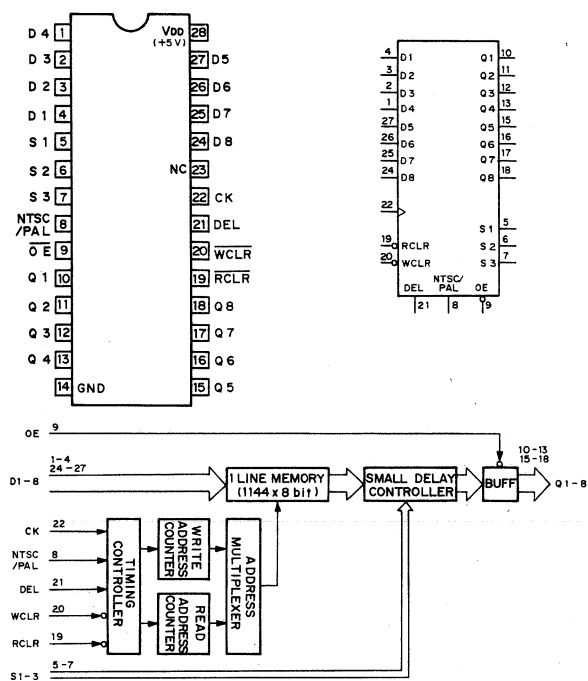 D 4 1
D 3 2
D 2 3
D 1 4
S 1 5
S 2 6
S 3 7
NTSC
/PAL 8
OE 9
Q 1 10
Q 2 11
Q 3 12
Q 4 13
14 GND
VDD 28
(+5V)
27 D5
26 D6
25 D7
24 D8
NC 23
22 CK
21 DEL
20 WCLR
19 RCLR
18 Q8
17 Q7
16 Q6
15 Q5
4 D1
3 D2
2 D3
1 D4
27 D5
26 D6
25 D7
24 D8
22
19 RCLR
20 WCLR
Q1 10
Q2 11
Q3 12
Q4 13
Q5 15
Q6 16
Q7 17
Q8 18
S1 5
S2 6
S3 7
NTSC/
DEL PAL OE
21 8 9
OE 9
D1-8 1-4
24-27
1 LINE MEMORY
(1144 x 8 bit)
SMALL DELAY
CONTROLLER
BUFF
10-13
15-18
Q1-8
CK 22
NTSC
/PAL 8
DEL 21
WCLR 20
RCLR 19
S1-3 5-7
TIMING
CONTROLLER
WRITE
ADDRESS
COUNTER
READ
ADDRESS
COUNTER
ADDRESS
MULTIPLEXER